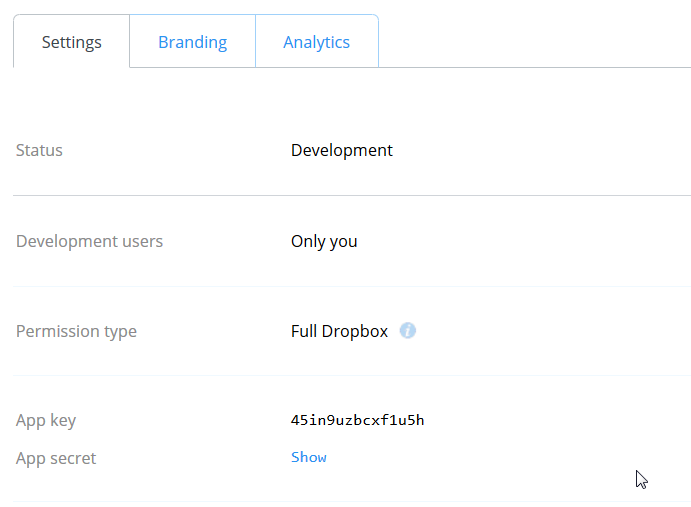 Settings Branding Analytics
Status Development
Development users Only you
Permission type Full Dropbox i
App key 45in9uzbcxf1u5h
App secret Show